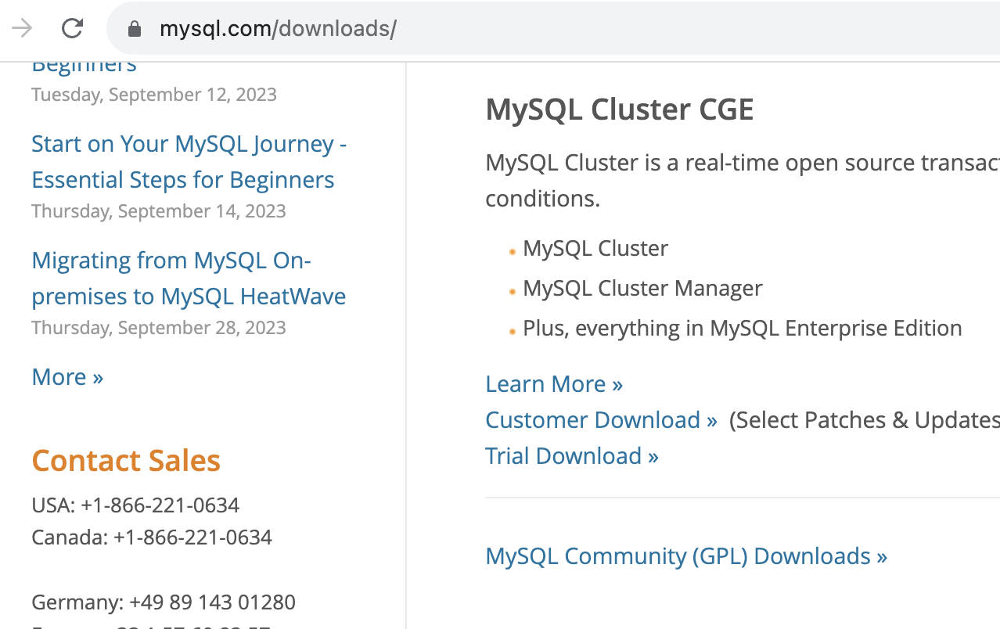 mysql.com/downloads/
Beginners
Tuesday, September 12, 2023
Start on Your MySQL Journey -
Essential Steps for Beginners
Thursday, September 14, 2023
Migrating from MySQL On-
premises to MySQL HeatWave
Thursday, September 28, 2023
More »
Contact Sales
USA: +1-866-221-0634
Canada: +1-866-221-0634
Germany: +49 89 143 01280
MySQL Cluster CGE
MySQL Cluster is a real-time open source
conditions.
MySQL Cluster
MySQL Cluster Manager
Plus, everything in MySQL Enterprise Edition
Learn More »
Customer Download » (Select Patches & Updates
Trial Download »
MySQL Community (GPL) Downloads »